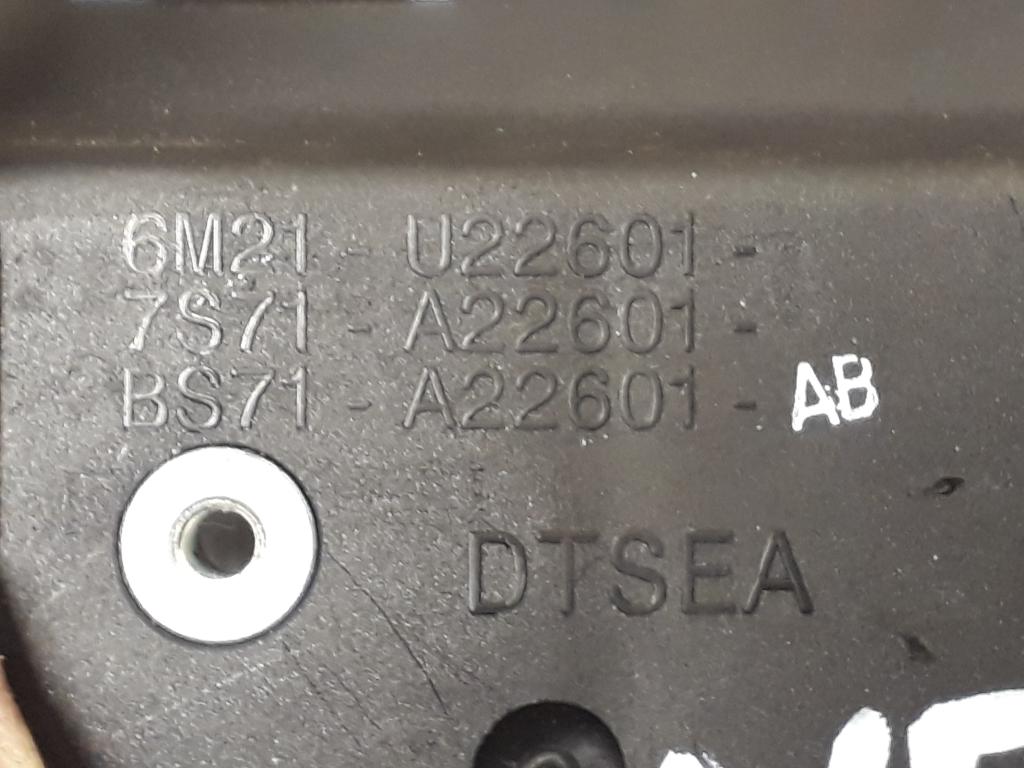 6M21 - U22601 -
7S71 - A22601 -
BS71 - A22601 - AB
DTSEA